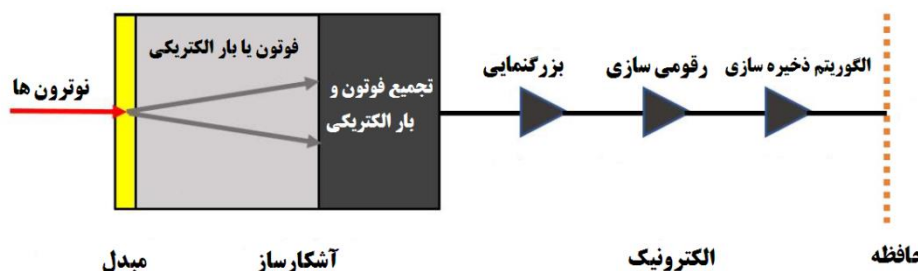 فوتون یا بار الکتریکی
نوترون ها
تجمیع فوتون و
بار الکتریکی
بزرگنمایی
رقومی سازی
الگوریتم ذخیره سازی
مبدل
آشکارساز
الکترونیک
حافظه